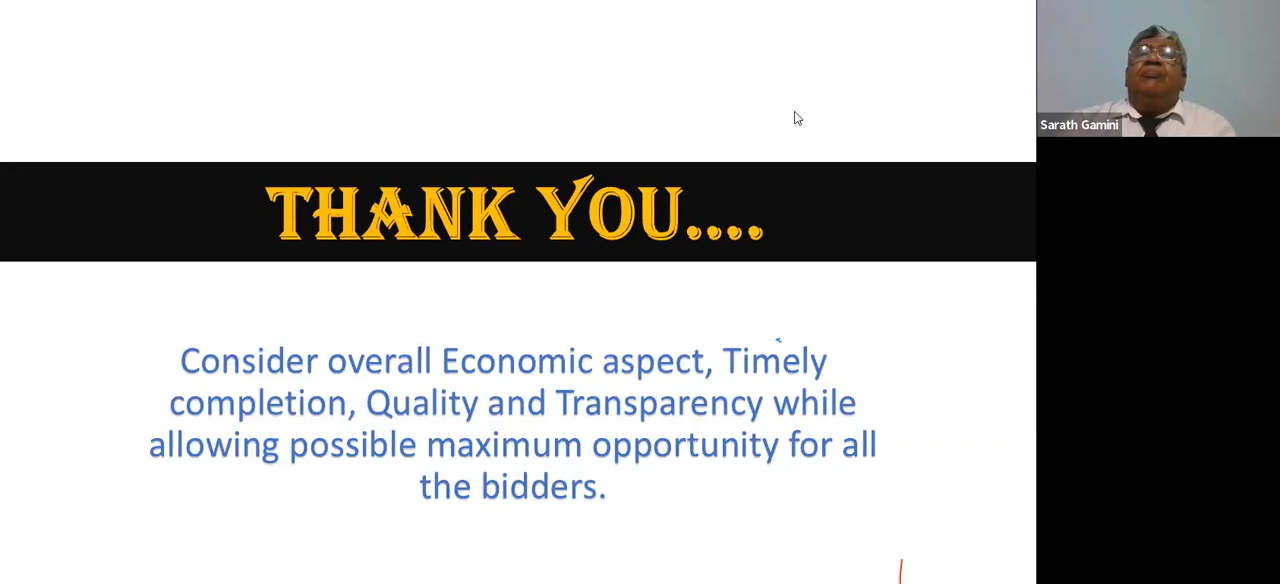 Sarath Gamini
THANK YOU....
Consider overall Economic aspect, Timely
completion, Quality and Transparency while
allowing possible maximum opportunity for all
the bidders.